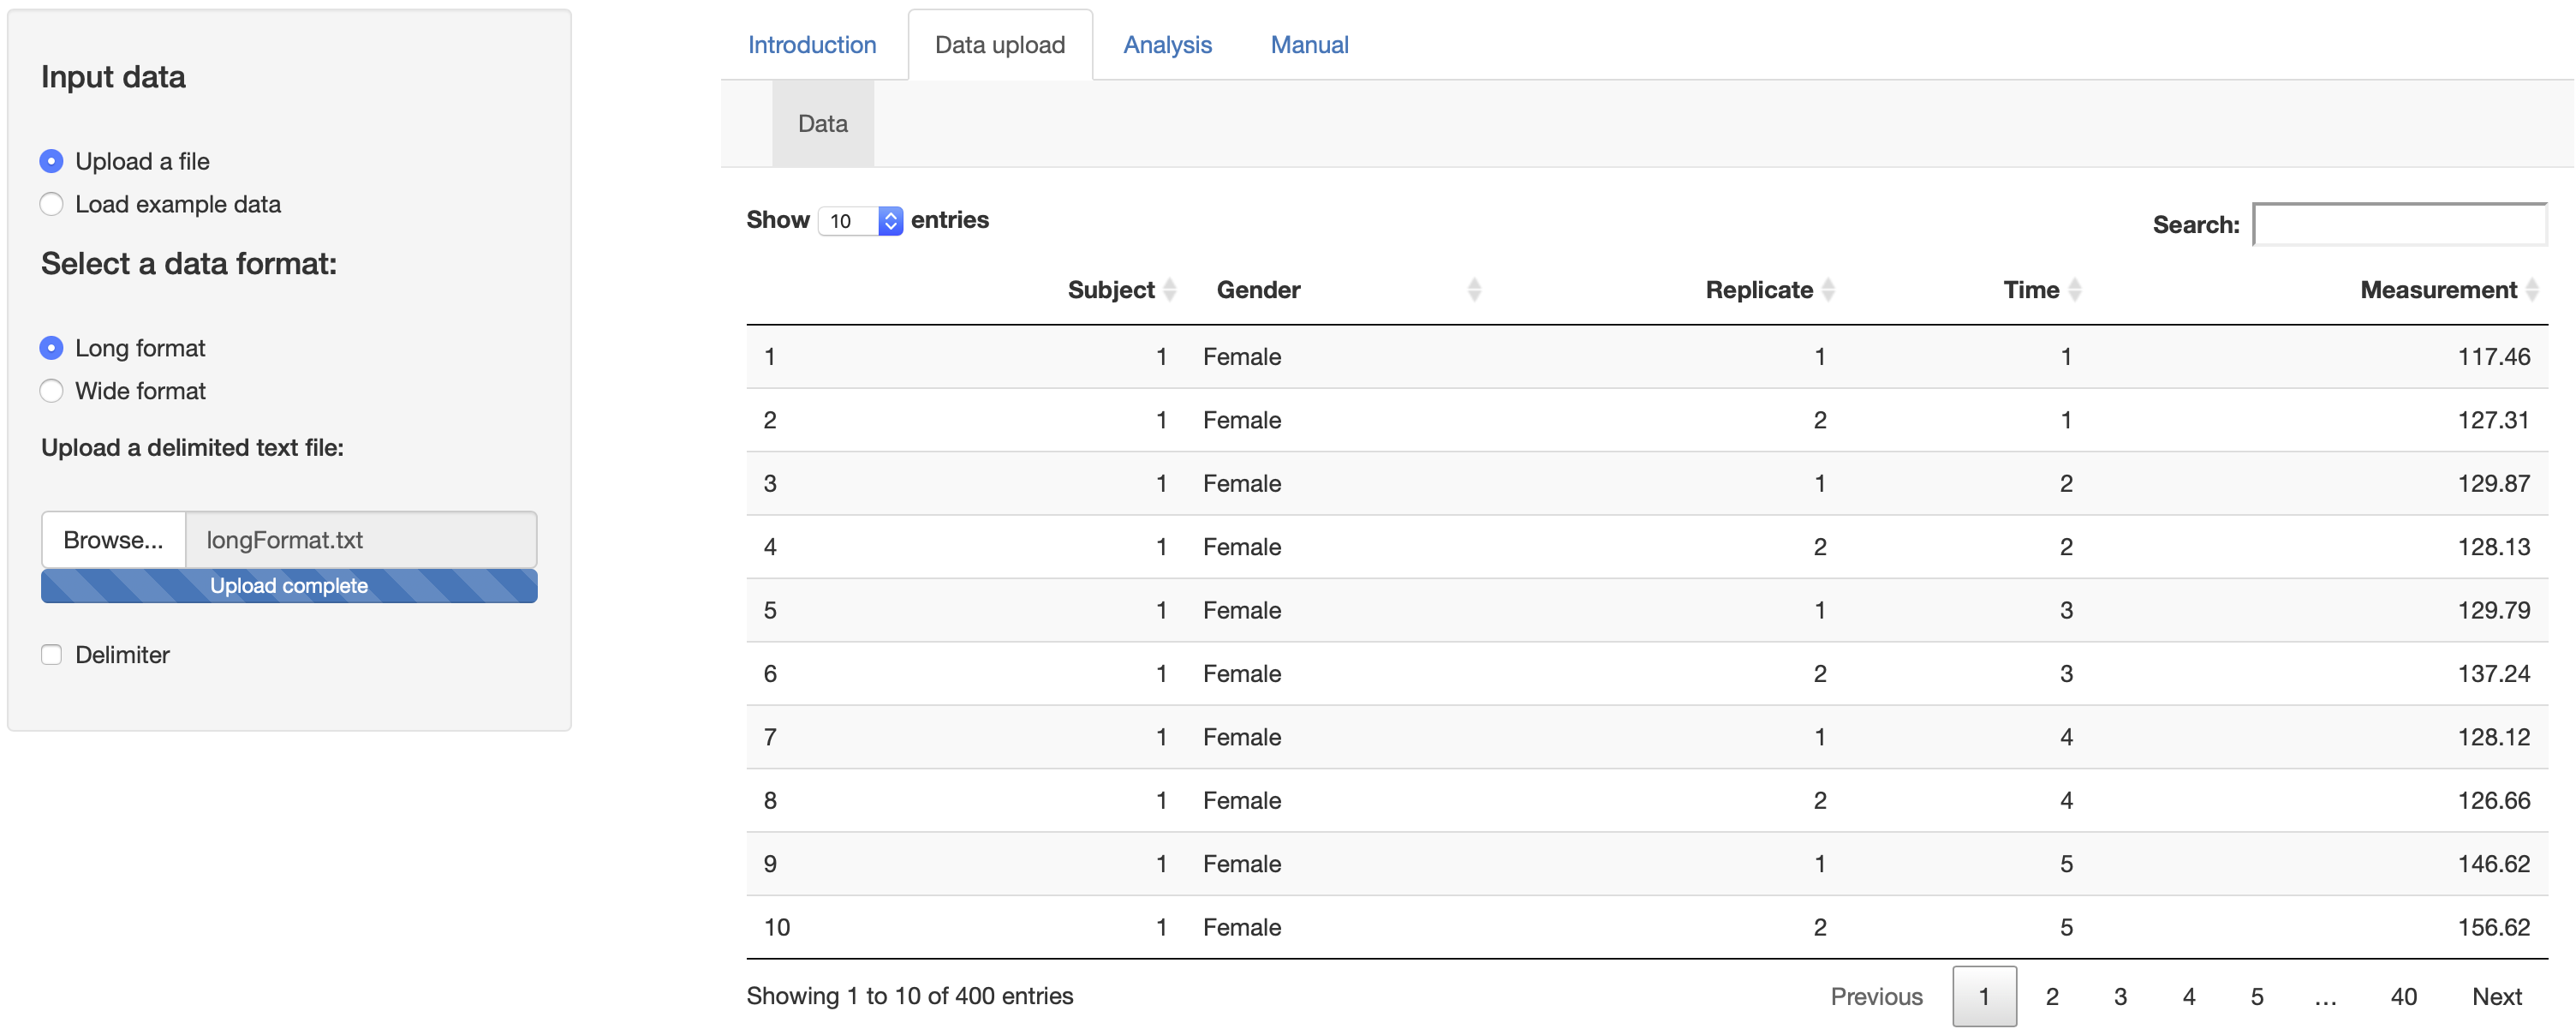 Input data
Upload a file
Load example data
Select a data format:
Long format
Wide format
Upload a delimited text file:
Browse... longFormat.txt
Upload complete
Delimiter
Introduction Data upload Analysis Manual
Data
Show 10 entries Search:
Subject Gender Replicate Time Measurement
1 1 Female 1 1 117.46
2 1 Female 2 1 127.31
3 1 Female 1 2 129.87
4 1 Female 2 2 128.13
5 1 Female 1 3 129.79
6 1 Female 2 3 137.24
7 1 Female 1 4 128.12
8 1 Female 2 4 126.66
9 1 Female 1 5 146.62
10 1 Female 2 5 156.62
Showing 1 to 10 of 400 entries Previous 1 2 3 4 5 … 40 Next